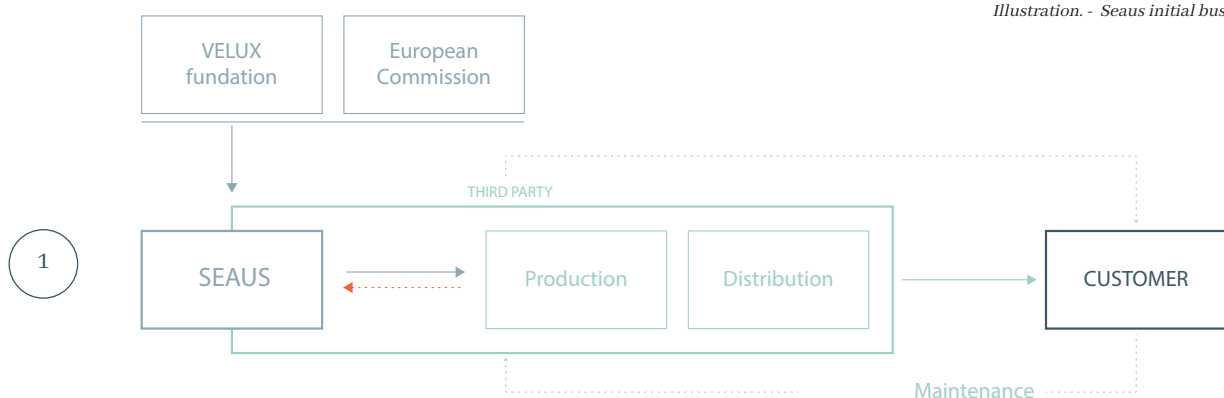 Illustration. - Seaus initial bus
VELUX
fundation
European
Commission
THIRD PARTY
1
SEAUS
Production
Distribution
CUSTOMER
Maintenance